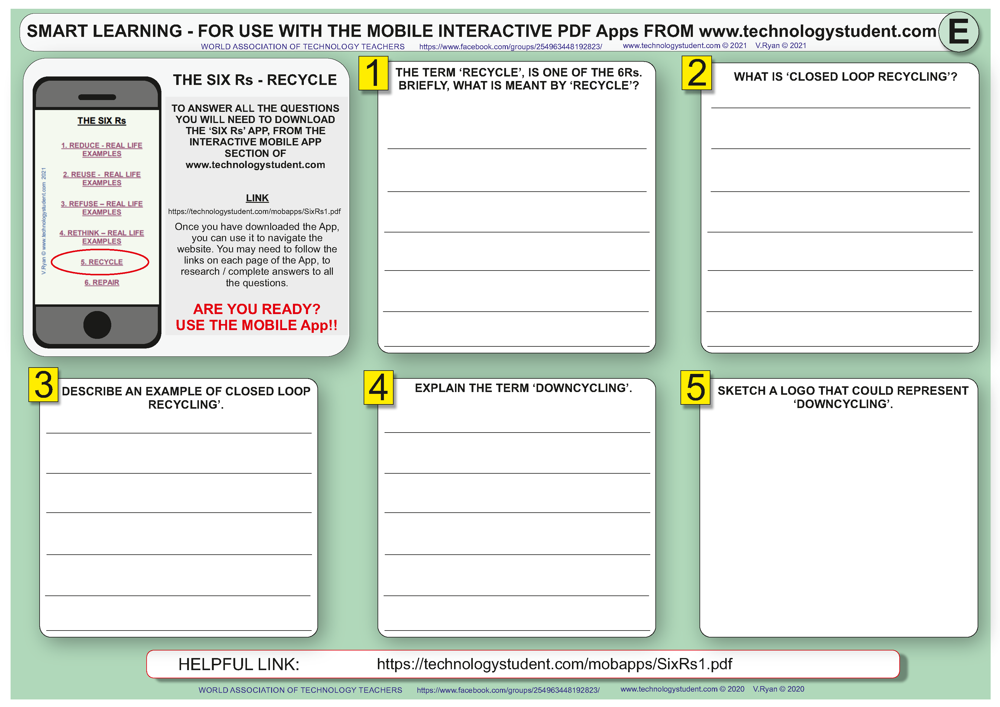 SMART LEARNING - FOR USE WITH THE MOBILE INTERACTIVE PDF Apps FROM www.technologystudent.com
E
WORLD ASSOCIATION OF TECHNOLOGY TEACHERS https://www.facebook.com/groups/254963448192823/ www.technologystudent.com © 2021 V.Ryan © 2021
THE SIX Rs
1. REDUCE - REAL LIFE
EXAMPLES
2. REUSE - REAL LIFE
EXAMPLES
3. REFUSE – REAL LIFE
EXAMPLES
4. RETHINK – REAL LIFE
EXAMPLES
5. RECYCLE
6. REPAIR
V.Ryan © www.technologystudent.com 2021
THE SIX Rs - RECYCLE
TO ANSWER ALL THE QUESTIONS
YOU WILL NEED TO DOWNLOAD
THE ‘SIX Rs’ APP, FROM THE
INTERACTIVE MOBILE APP
SECTION OF
www.technologystudent.com
LINK
https://technologystudent.com/mobapps/SixRs1.pdf
Once you have downloaded the App,
you can use it to navigate the
website. You may need to follow the
links on each page of the App, to
research / complete answers to all
the questions.
ARE YOU READY?
USE THE MOBILE App!!
1
THE TERM ‘RECYCLE’, IS ONE OF THE 6Rs.
BRIEFLY, WHAT IS MEANT BY ‘RECYCLE’?
2
WHAT IS ‘CLOSED LOOP RECYCLING’?
3
DESCRIBE AN EXAMPLE OF CLOSED LOOP
RECYCLING’.
4
EXPLAIN THE TERM ‘DOWNCYCLING’.
5
SKETCH A LOGO THAT COULD REPRESENT
‘DOWNCYCLING’.
HELPFUL LINK: https://technologystudent.com/mobapps/SixRs1.pdf
WORLD ASSOCIATION OF TECHNOLOGY TEACHERS https://www.facebook.com/groups/254963448192823/ www.technologystudent.com © 2020 V.Ryan © 2020